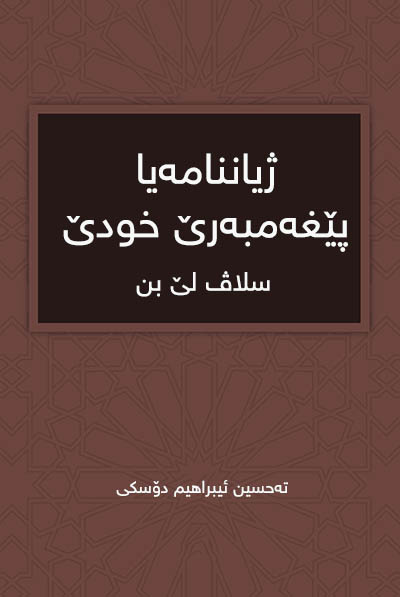 ژیاننامەیا
پێغەمبەرێ خودێ
سلاڤ لێ بن
تەحسین ئیبراهیم دۆسکی